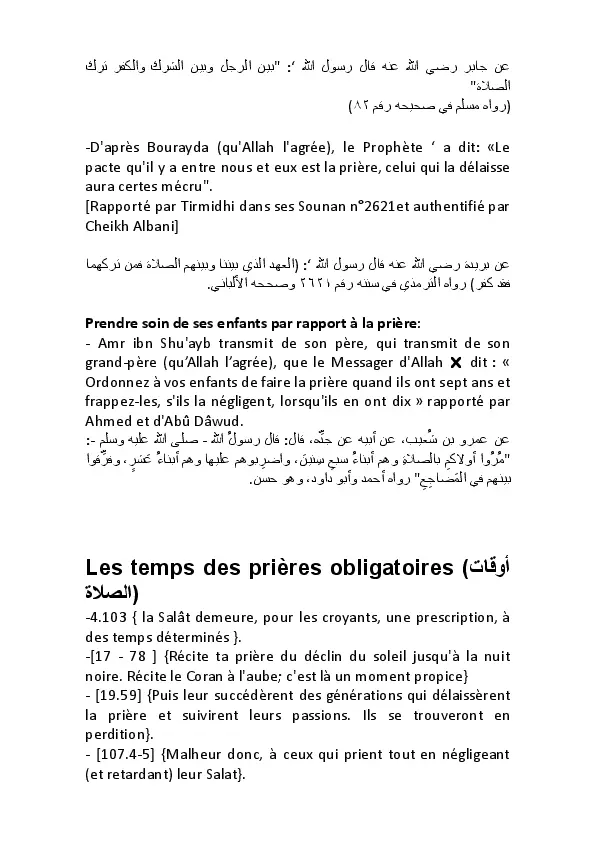 عن جابر رضي الله عنه قال رسول الله ‘: "بين الرجل وبين الشرك والكفر ترك
الصلاة"
(رواه مسلم في صحيحه رقم ٨٢)
-D'après Bourayda (qu'Allah l'agrée), le Prophète ‘ a dit: «Le
pacte qu'il y a entre nous et eux est la prière, celui qui la délaisse
aura certes mécru".
[Rapporté par Tirmidhi dans ses Sounan n°2621et authentifié par
Cheikh Albani]
عن بريدة رضي الله عنه قال رسول الله ‘: (العهد الذي بيننا وبينهم الصلاة فمن تركهما
فقد كفر) رواه الترمذي في سننه رقم ٢٦٢١ وصححه الألباني.
Prendre soin de ses enfants par rapport à la prière:
- Amr ibn Shu'ayb transmit de son père, qui transmit de son
grand-père (qu’Allah l’agrée), que le Messager d'Allah ✗ dit : «
Ordonnez à vos enfants de faire la prière quand ils ont sept ans et
frappez-les, s'ils la négligent, lorsqu'ils en ont dix » rapporté par
Ahmed et d'Abû Dâwud.
عن عمرو بن شُعيب، عن أبيه عن جدِّه، قال: قال رسولُ الله - صلى الله عليه وسلم -:
"مُرُوا أولادَكم بالصلاةِ وهم أبناءُ سبعِ سِنينَ، واضرِبوهم عليها وهم أبناءُ عَشرٍ، وفرِّقوا
بينهم في المَضاجِعِ" رواه أحمد وأبو داود، وهو حسن.
Les temps des prières obligatoires (أوقات
الصلاة)
-4.103 { la Salât demeure, pour les croyants, une prescription, à
des temps déterminés }.
-[17 - 78 ] {Récite ta prière du déclin du soleil jusqu'à la nuit
noire. Récite le Coran à l'aube; c'est là un moment propice}
- [19.59] {Puis leur succédèrent des générations qui délaissèrent
la prière et suivirent leurs passions. Ils se trouveront en
perdition}.
- [107.4-5] {Malheur donc, à ceux qui prient tout en négligeant
(et retardant) leur Salat}.